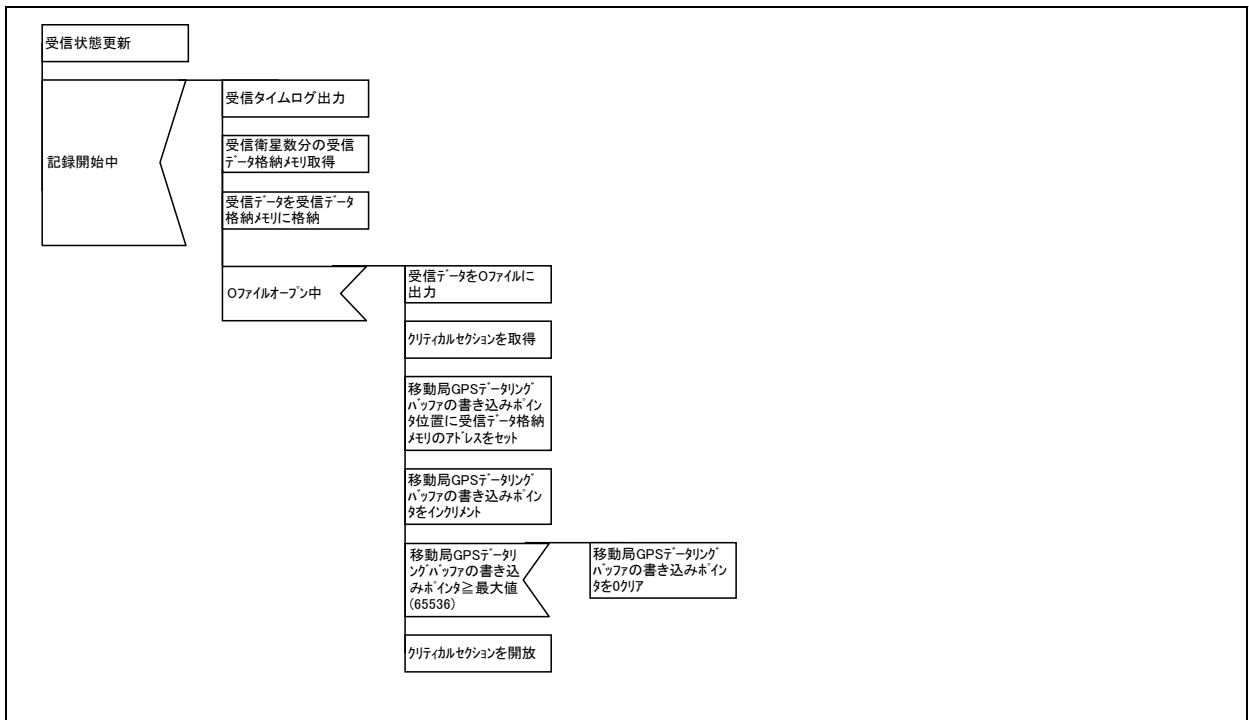 受信状態更新
記録開始中
受信タイムログ出力
受信衛星数分の受信
ﾃﾞｰﾀ格納ﾒﾓﾘ取得
受信ﾃﾞｰﾀを受信ﾃﾞｰﾀ
格納ﾒﾓﾘに格納
Oﾌｧｲﾙｵｰﾌﾟﾝ中
受信ﾃﾞｰﾀをOﾌｧｲﾙに
出力
ｸﾘﾃｨｶﾙｾｸｼｮﾝを取得
移動局GPSﾃﾞｰﾀﾘﾝｸﾞ
ﾊﾞｯﾌｧの書き込みﾎﾟｲﾝ
ﾀ位置に受信ﾃﾞｰﾀ格納
ﾒﾓﾘのｱﾄﾞﾚｽをｾｯﾄ
移動局GPSﾃﾞｰﾀﾘﾝｸﾞ
ﾊﾞｯﾌｧの書き込みﾎﾟｲﾝ
ﾀをｲﾝｸﾘﾒﾝﾄ
移動局GPSﾃﾞｰﾀﾘ
ﾝｸﾞﾊﾞｯﾌｧの書き込
みﾎﾟｲﾝﾀ≧最大値
(65536)
移動局GPSﾃﾞｰﾀﾘﾝｸﾞ
ﾊﾞｯﾌｧの書き込みﾎﾟｲﾝ
ﾀを0ｸﾘｱ
ｸﾘﾃｨｶﾙｾｸｼｮﾝを開放